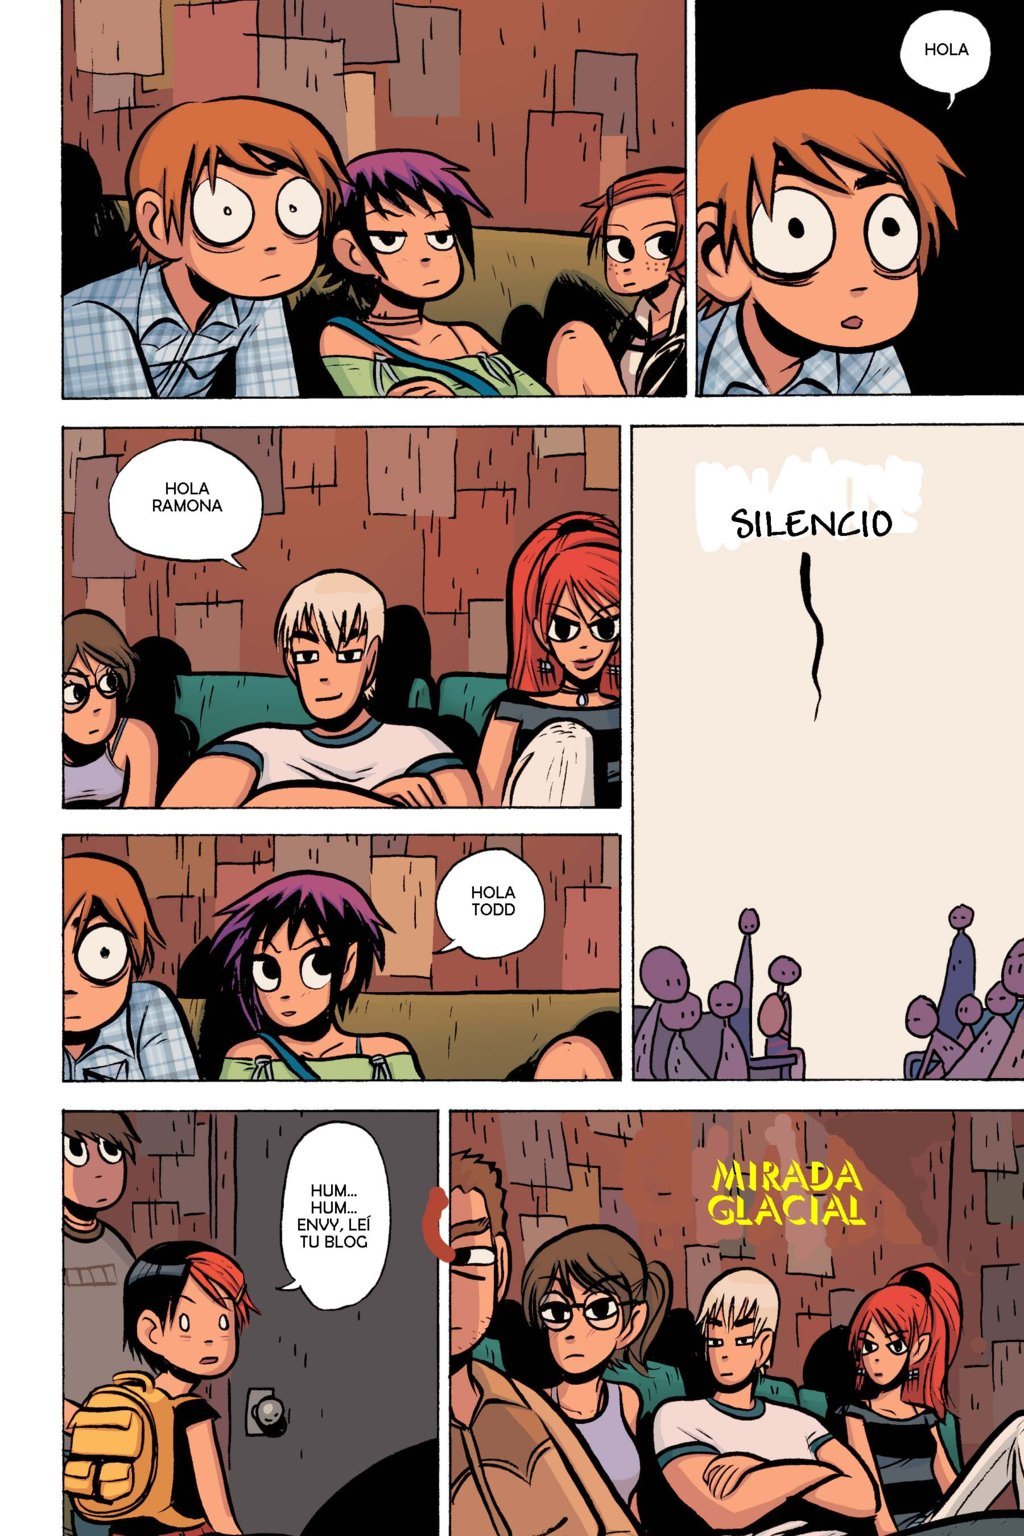 HOLA
HOLA
RAMONA
SILENCIO
HOLA
TODD
HUM...
HUM...
ENVY, LEÍ
TU BLOG
MIRADA
GLACIAL